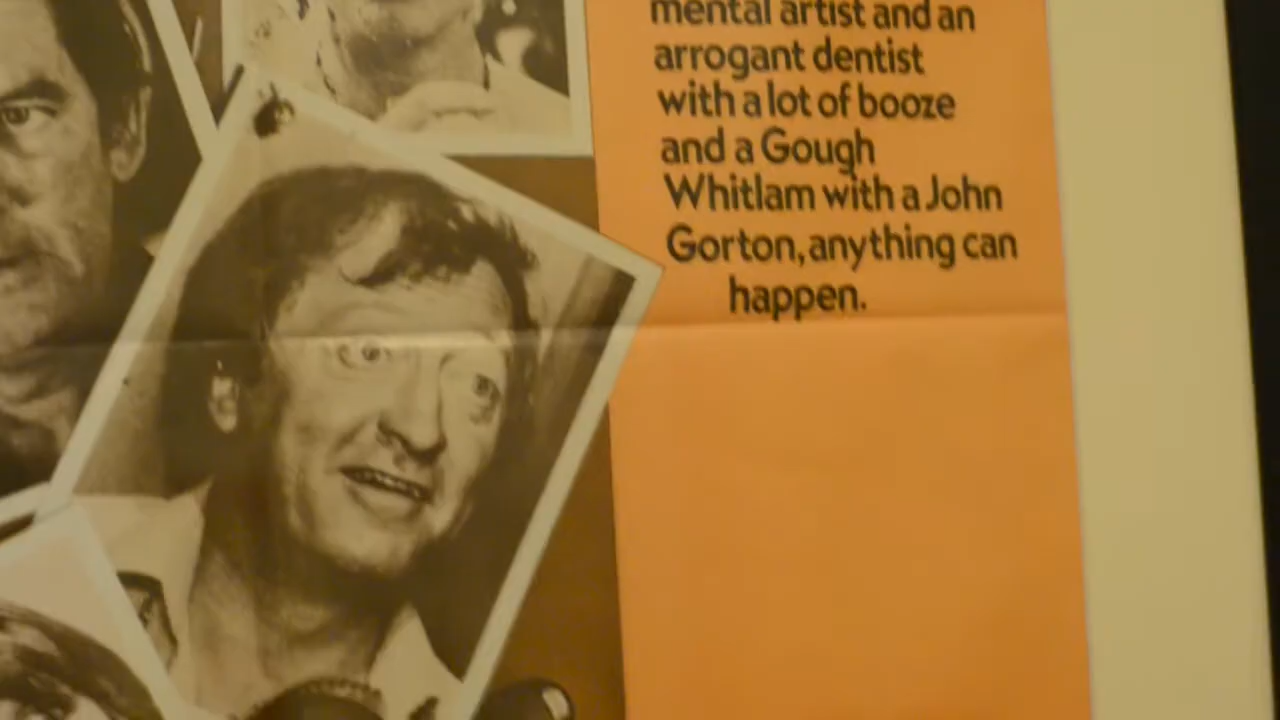 mental artist and an
arrogant dentist
with a lot of booze
and a Gough
Whitlam with a John
Gorton, anything can
happen.